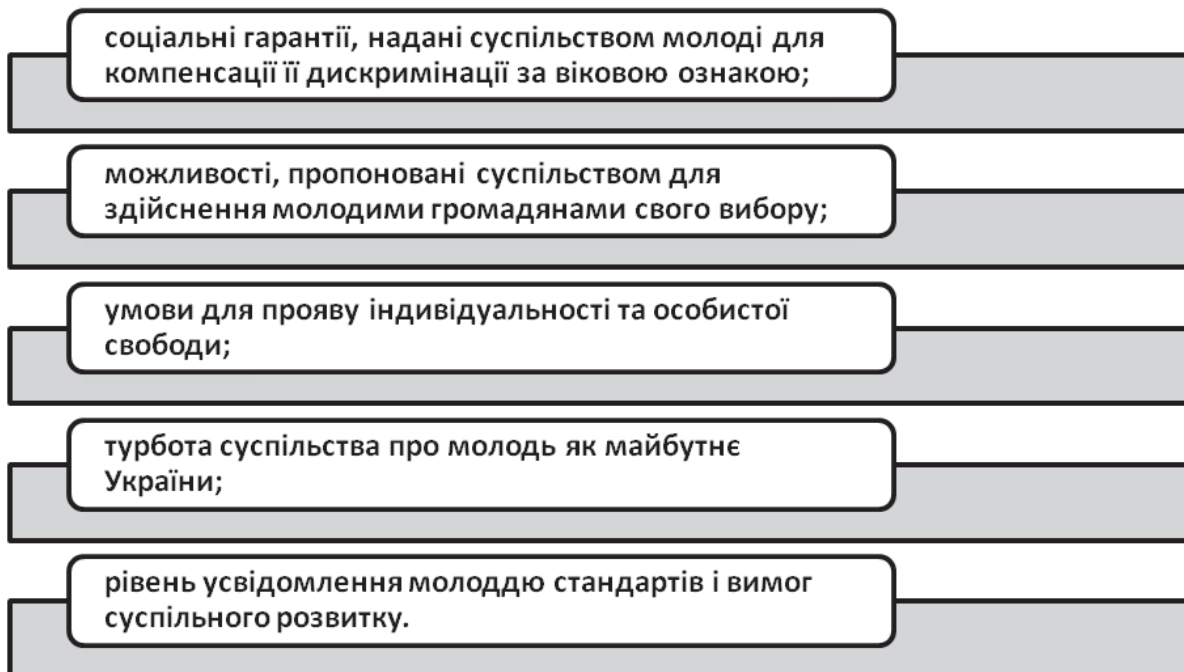 соціальні гарантії, надані суспільством молоді для
компенсації її дискримінації за віковою ознакою;
можливості, пропоновані суспільством для
здійснення молодими громадянами свого вибору;
умови для прояву індивідуальності та особистої
свободи;
турбота суспільства про молодь як майбутнє
України;
рівень усвідомлення молоддю стандартів і вимог
суспільного розвитку.